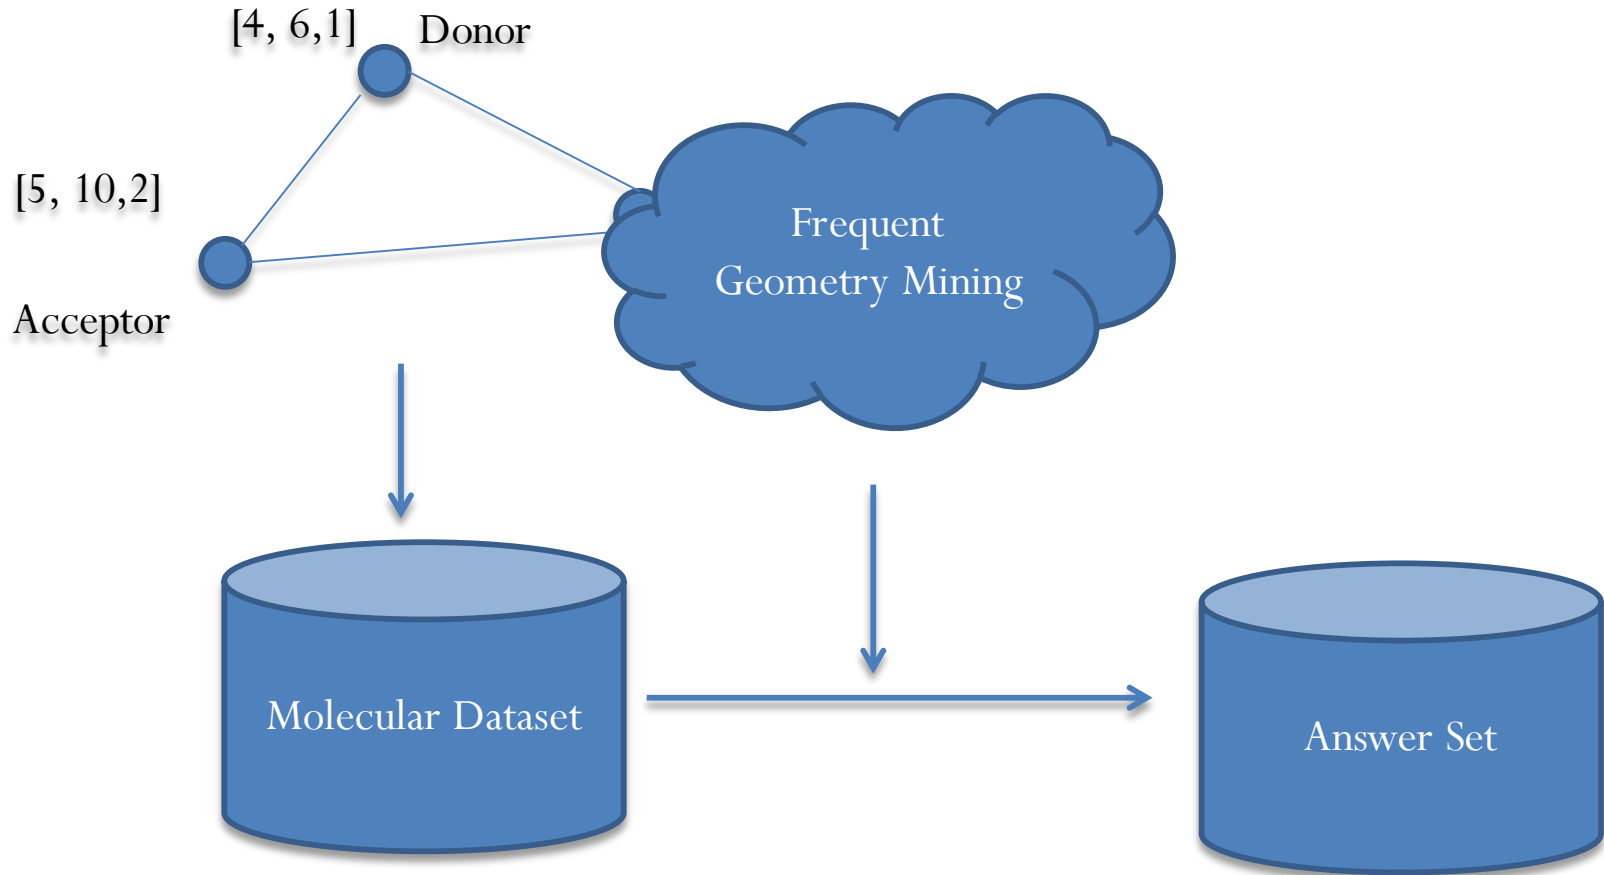 [4, 6,1] Donor
[5, 10,2]
Acceptor
Frequent
Geometry Mining
Molecular Dataset
Answer Set